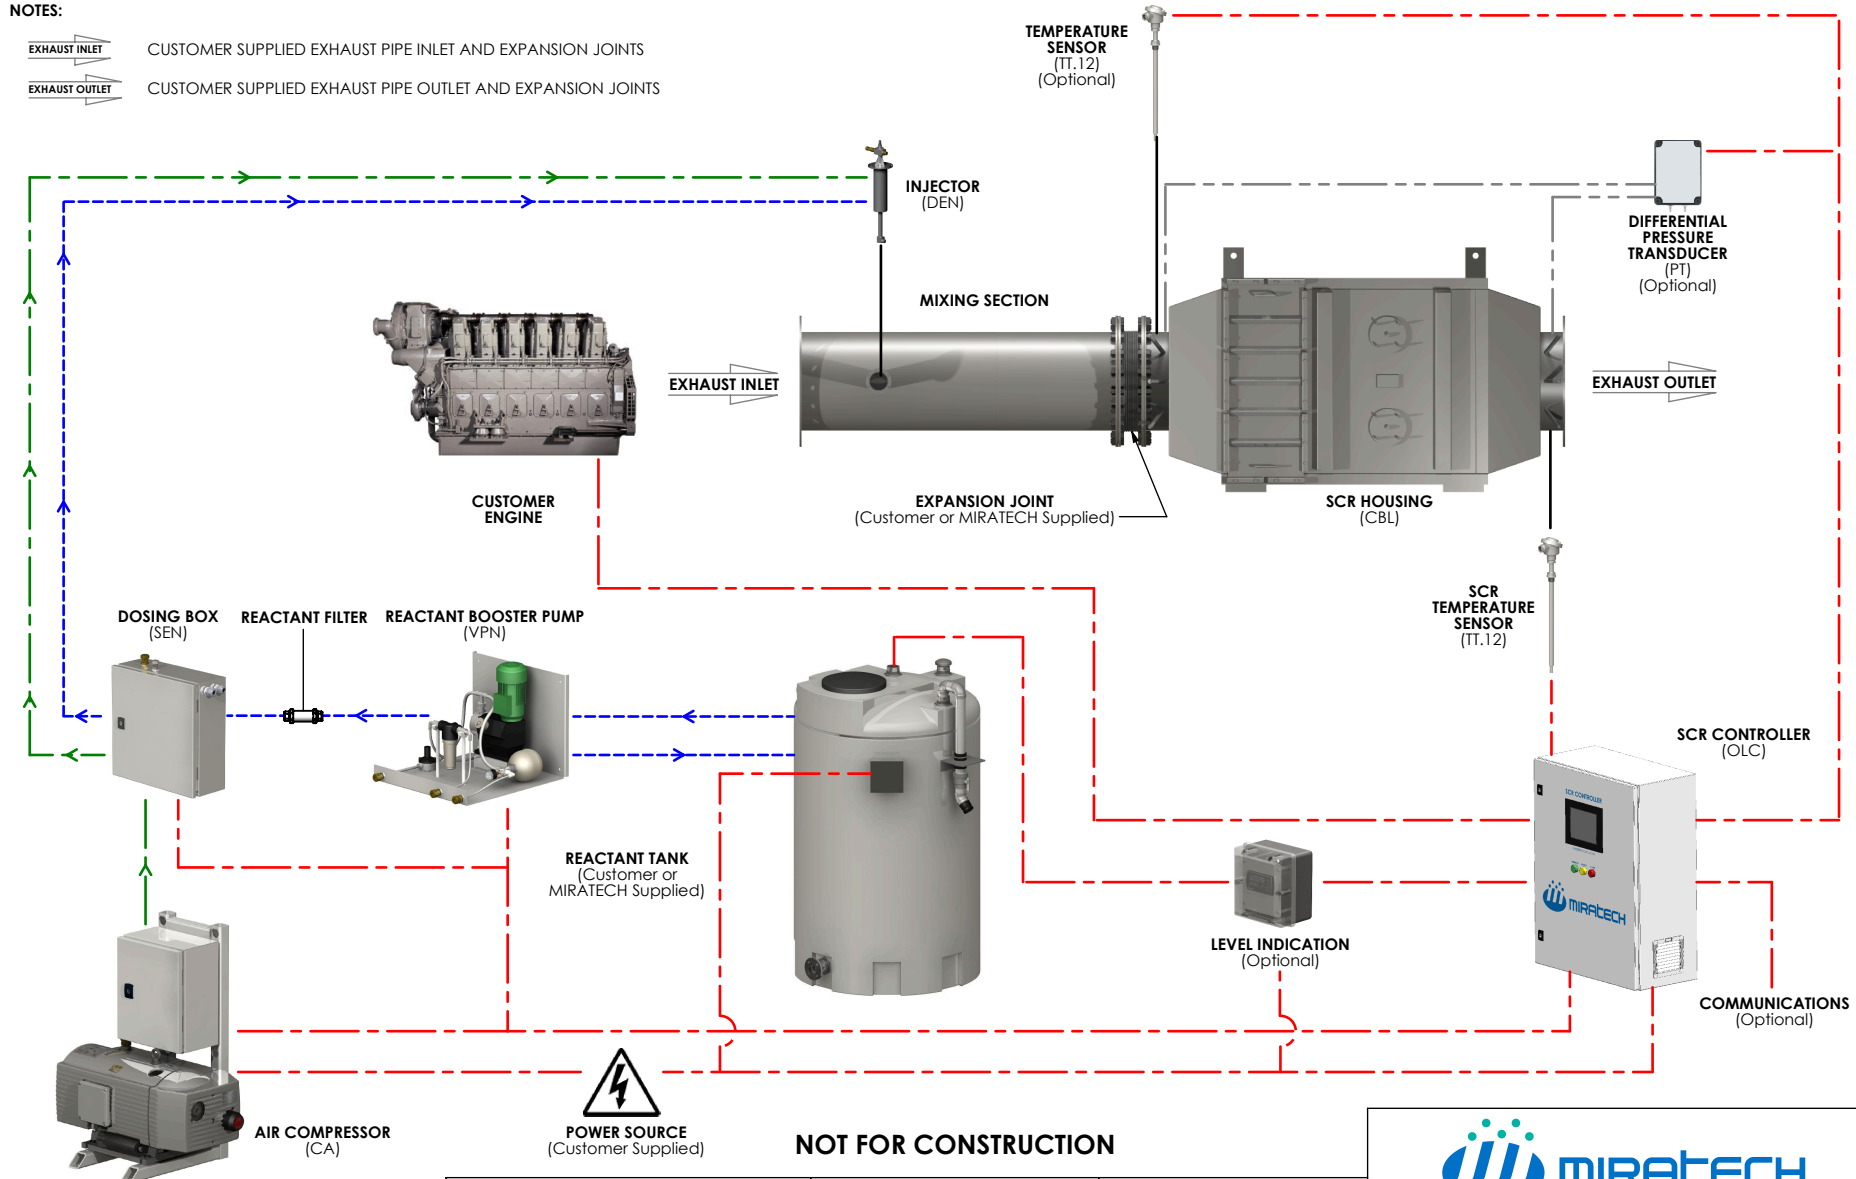 NOTES:
EXHAUST INLET
CUSTOMER SUPPLIED EXHAUST PIPE INLET AND EXPANSION JOINTS
EXHAUST OUTLET
CUSTOMER SUPPLIED EXHAUST PIPE OUTLET AND EXPANSION JOINTS
TEMPERATURE
SENSOR
(TT.12)
(Optional)
INJECTOR
(DEN)
DIFFERENTIAL
PRESSURE
TRANSDUCER
(PT)
(Optional)
MIXING SECTION
EXHAUST INLET
EXHAUST OUTLET
CUSTOMER
ENGINE
EXPANSION JOINT
(Customer or MIRATECH Supplied)
SCR HOUSING
(CBL)
SCR
TEMPERATURE
SENSOR
(TT.12)
DOSING BOX
(SEN)
REACTANT FILTER
REACTANT BOOSTER PUMP
(VPN)
SCR CONTROLLER
(OLC)
SCR CONTROLLER
MIRATECH
REACTANT TANK
(Customer or
MIRATECH Supplied)
LEVEL INDICATION
(Optional)
COMMUNICATIONS
(Optional)
AIR COMPRESSOR
(CA)
POWER SOURCE
(Customer Supplied)
NOT FOR CONSTRUCTION
MIRATECH